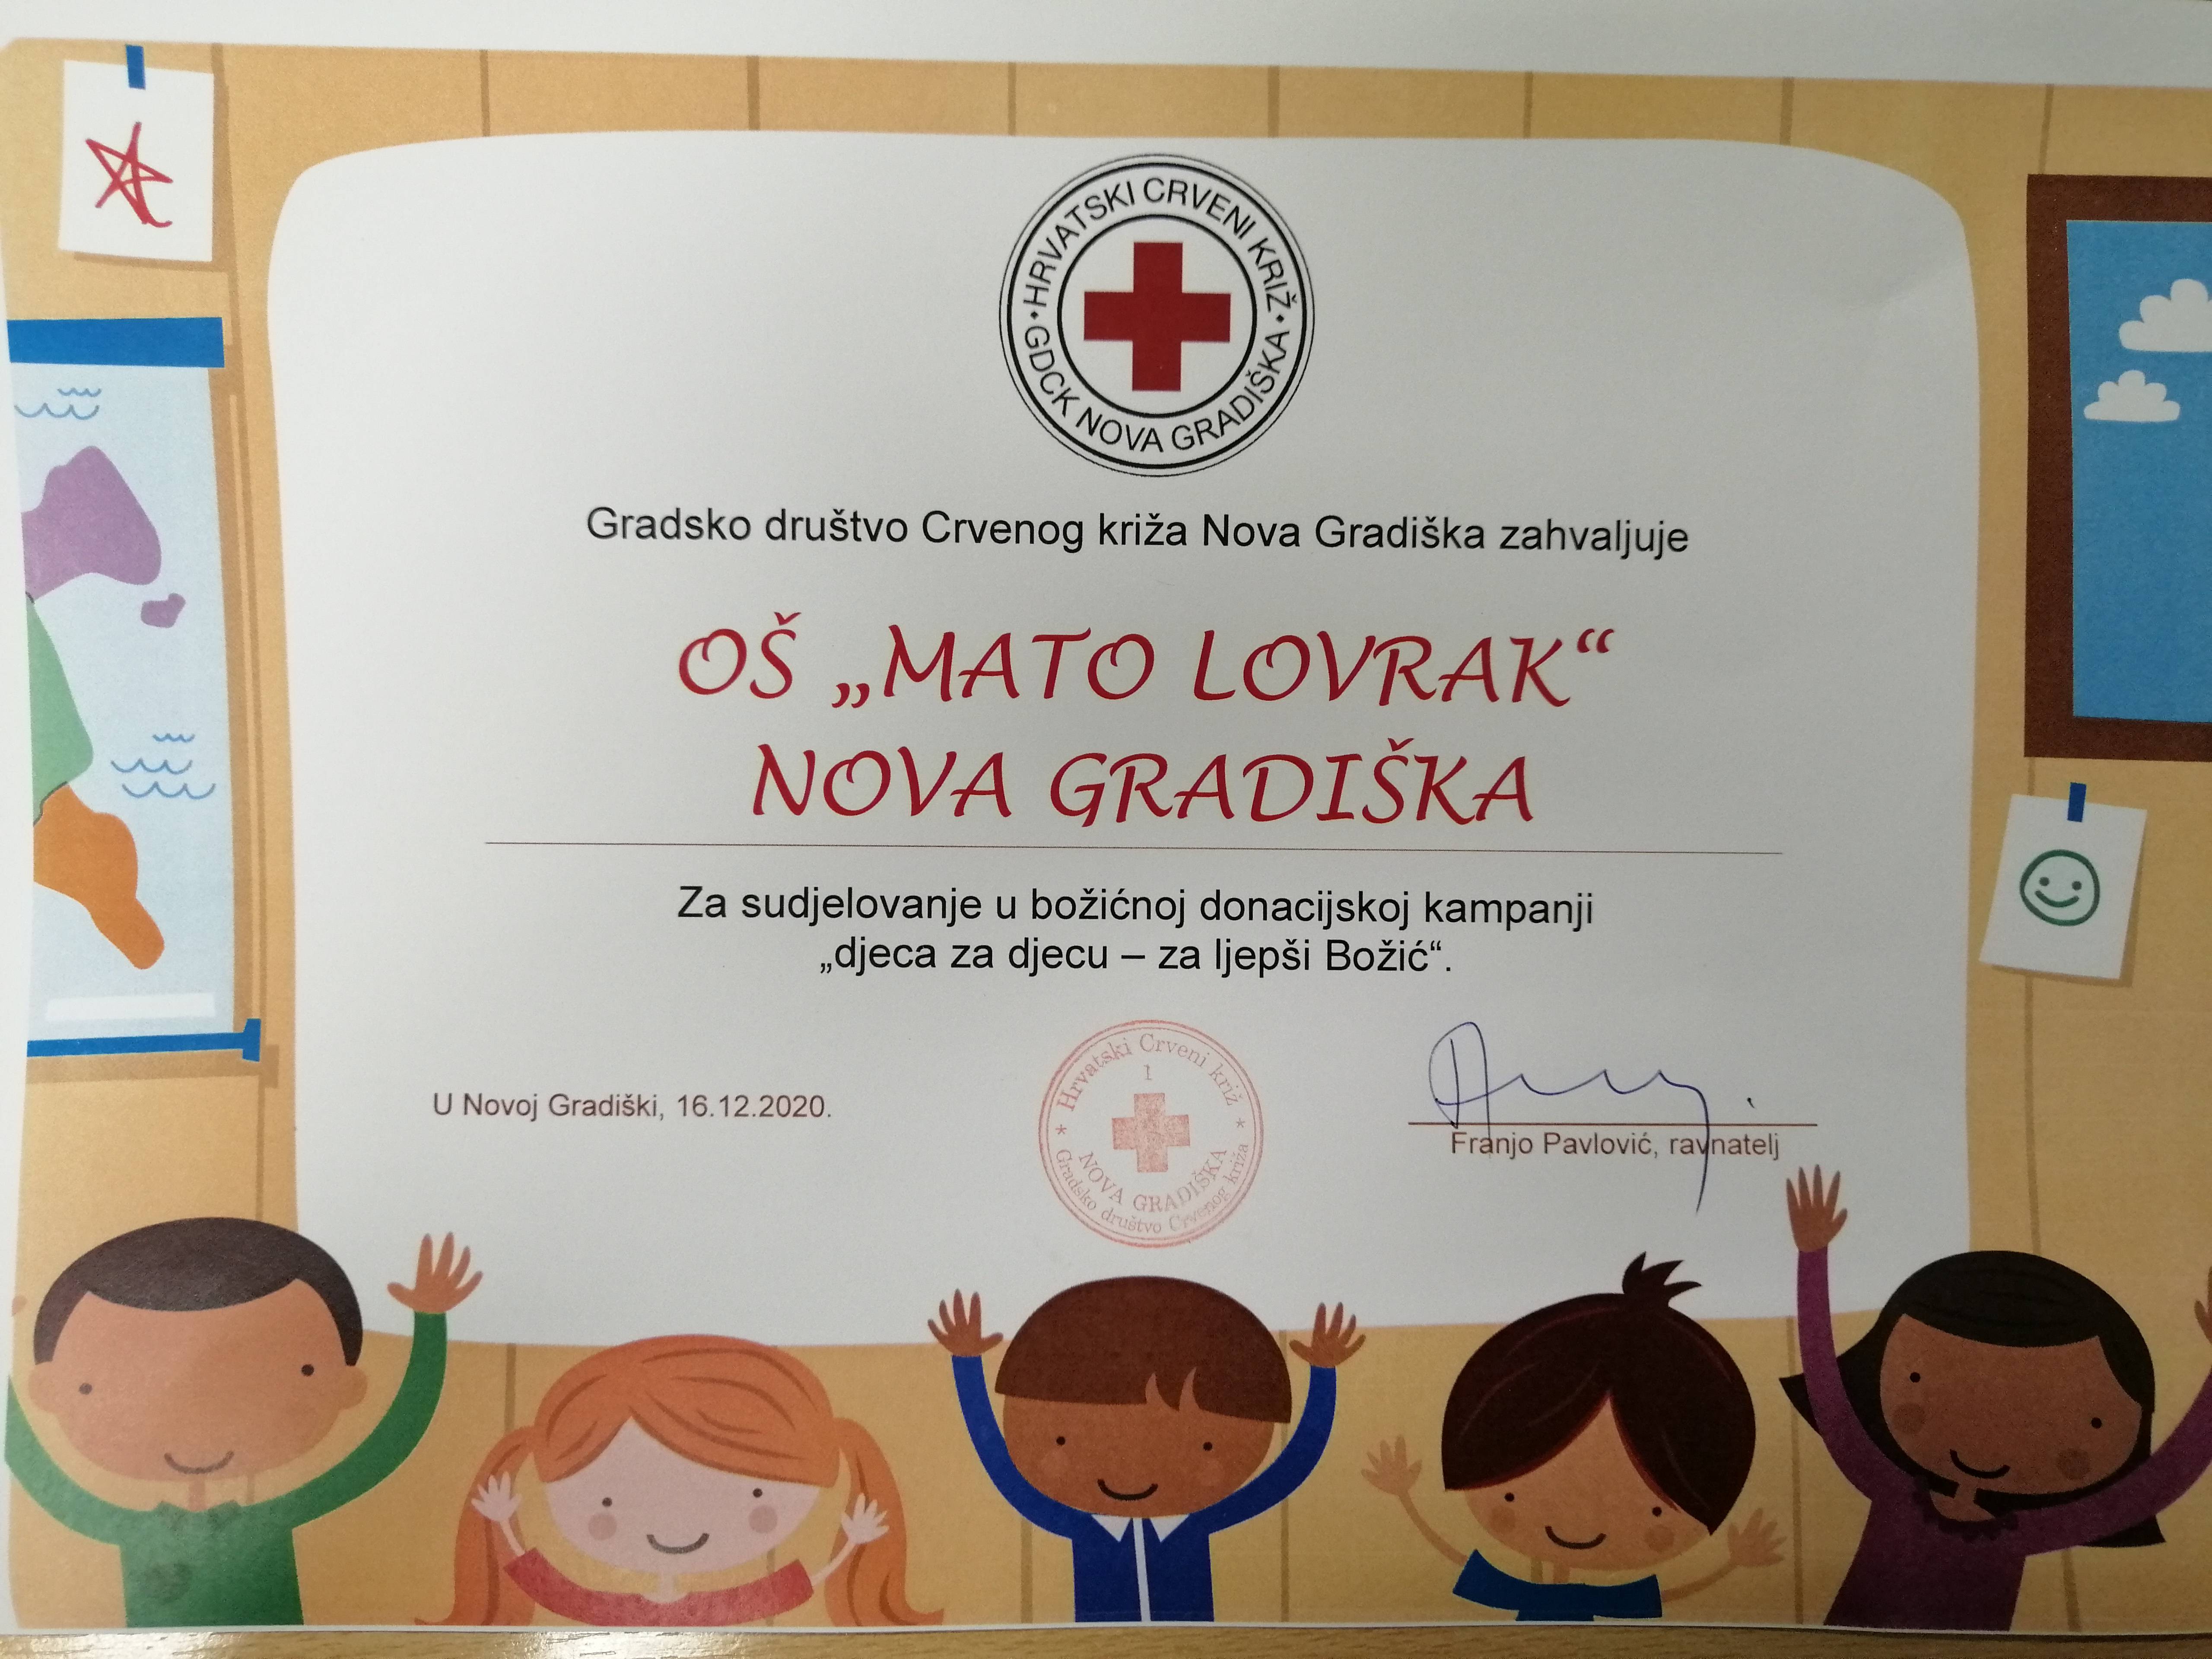 HRVATSKI CRVENI KRIŽ
GDCK NOVA GRADIŠKA
Gradsko društvo Crvenog križa Nova Gradiška zahvaljuje
OŠ „MATO LOVRAK“
NOVA GRADIŠKA
Za sudjelovanje u božićnoj donacijskoj kampanji
„djeca za djecu – za ljepši Božić“.
Hrvatski Crveni križ
1
NOVA GRADIŠKA
Gradsko društvo Crvenog križa
U Novoj Gradiški, 16.12.2020.
Franjo Pavlović, ravnatelj